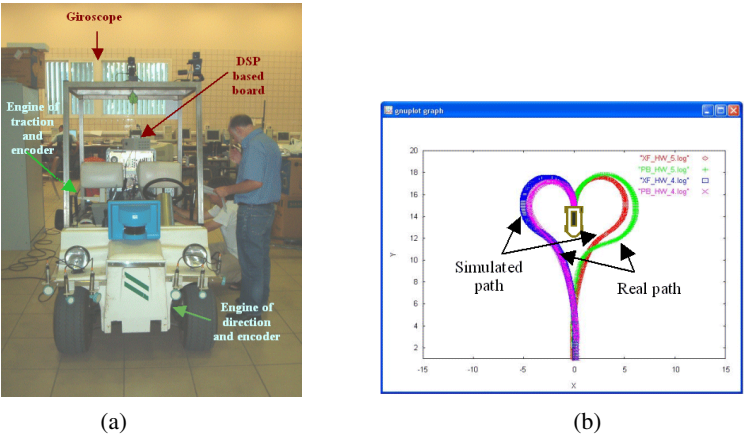 Giroscope
DSP
based
board
Engine of
traction
and
encoder
Engine of
direction
and encoder
(a)
gnuplot graph
"XF_HW_5.log"
"PB_HW_5.log"
"XF_HW_4.log"
"PB_HW_4.log"
20
18
16
14
12
10
8
6
4
2
Y
-15
-10
-5
0
5
10
15
X
Simulated
path
Real path
(b)